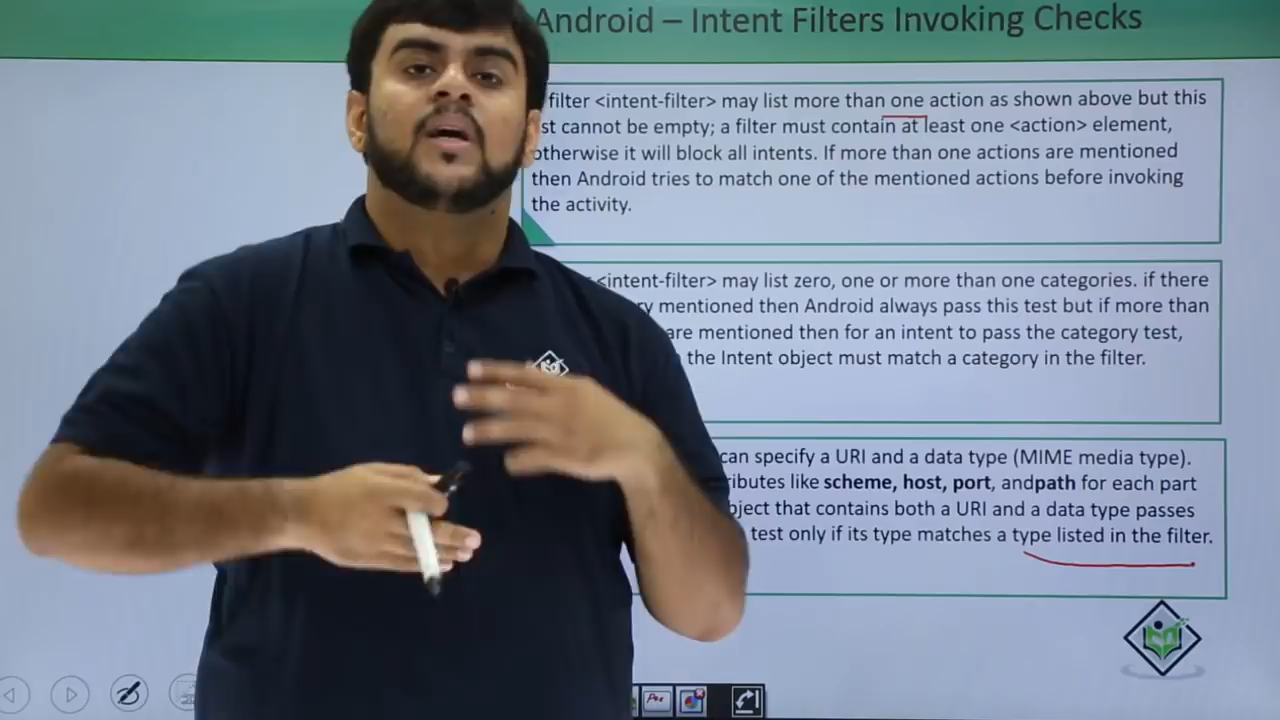 Android – Intent Filters Invoking Checks
filter <intent-filter> may list more than one action as shown above but this
st cannot be empty; a filter must contain at least one <action> element,
otherwise it will block all intents. If more than one actions are mentioned
then Android tries to match one of the mentioned actions before invoking
the activity.
<intent-filter> may list zero, one or more than one categories. if there
ry mentioned then Android always pass this test but if more than
are mentioned then for an intent to pass the category test,
the Intent object must match a category in the filter.
can specify a URI and a data type (MIME media type).
ributes like scheme, host, port, andpath for each part
bject that contains both a URI and a data type passes
test only if its type matches a type listed in the filter.